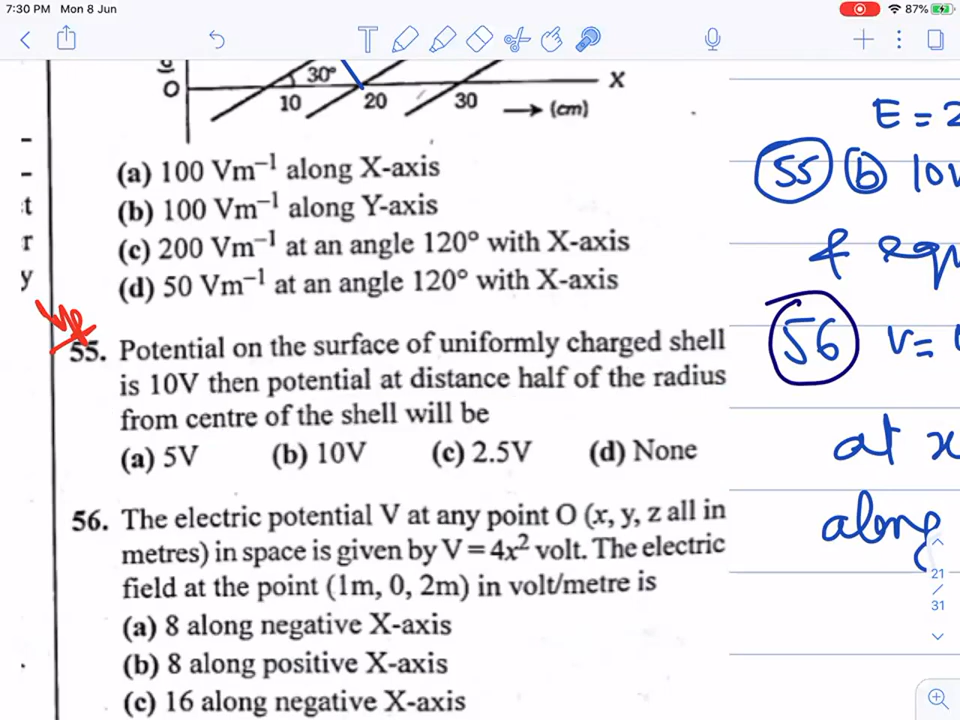 7:30 PM Mon 8 Jun
87%
30°
O
X
10
20
30
(cm)
(a) 100 Vm⁻¹ along X-axis
(b) 100 Vm⁻¹ along Y-axis
(c) 200 Vm⁻¹ at an angle 120° with X-axis
(d) 50 Vm⁻¹ at an angle 120° with X-axis
t
r
y
Imp
55. Potential on the surface of uniformly charged shell
is 10V then potential at distance half of the radius
from centre of the shell will be
(a) 5V (b) 10V (c) 2.5V (d) None
56. The electric potential V at any point O (x, y, z all in
metres) in space is given by V = 4x² volt. The electric
field at the point (1m, 0, 2m) in volt/metre is
(a) 8 along negative X-axis
(b) 8 along positive X-axis
(c) 16 along negative X-axis
E = 2
55 b 10V
& equ
56 V =
at x
along
21
/
31